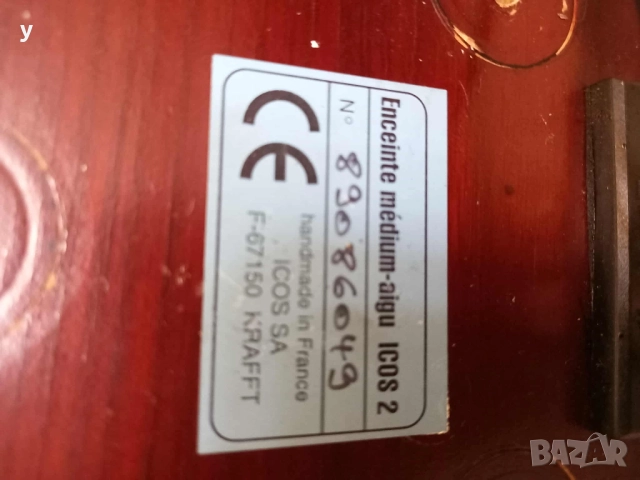 Enceinte médium-aigu ICOS 2
N° 89086049
CE
handmade in France
ICOS SA
F-67150 KRAFFT
y
BAZAR